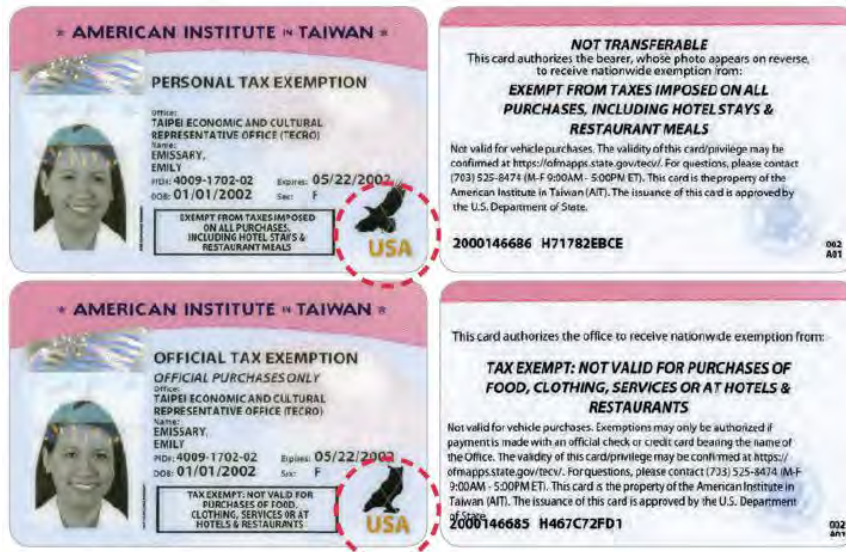 ★ AMERICAN INSTITUTE IN TAIWAN ★
PERSONAL TAX EXEMPTION
Office:
TAIPEI ECONOMIC AND CULTURAL
REPRESENTATIVE OFFICE (TECRO)
Name:
EMISSARY,
EMILY
PID#: 4009-1702-02 Expires: 05/22/2002
DOB: 01/01/2002 Sex: F
EXEMPT FROM TAXES IMPOSED
ON ALL PURCHASES,
INCLUDING HOTEL STAYS &
RESTAURANT MEALS
USA
NOT TRANSFERABLE
This card authorizes the bearer, whose photo appears on reverse,
to receive nationwide exemption from:
EXEMPT FROM TAXES IMPOSED ON ALL
PURCHASES, INCLUDING HOTEL STAYS &
RESTAURANT MEALS
Not valid for vehicle purchases. The validity of this card/privilege may be
confirmed at https://ofmapps.state.gov/tecv/. For questions, please contact
(703) 525-8474 (M-F 9:00AM - 5:00PM ET). This card is the property of the
American Institute in Taiwan (AIT). The issuance of this card is approved by
the U.S. Department of State.
2000146686 H71782EBCE
002
A01
★ AMERICAN INSTITUTE IN TAIWAN ★
OFFICIAL TAX EXEMPTION
OFFICIAL PURCHASES ONLY
Office:
TAIPEI ECONOMIC AND CULTURAL
REPRESENTATIVE OFFICE (TECRO)
Name:
EMISSARY,
EMILY
PID#: 4009-1702-02 Expires: 05/22/2002
DOB: 01/01/2002 Sex: F
TAX EXEMPT: NOT VALID FOR
PURCHASES OF FOOD,
CLOTHING, SERVICES OR AT
HOTELS & RESTAURANTS
USA
This card authorizes the office to receive nationwide exemption from:
TAX EXEMPT: NOT VALID FOR PURCHASES OF
FOOD, CLOTHING, SERVICES OR AT HOTELS &
RESTAURANTS
Not valid for vehicle purchases. Exemptions may only be authorized if
payment is made with an official check or credit card bearing the name of
the Office. The validity of this card/privilege may be confirmed at https://
ofmapps.state.gov/tecv/. For questions, please contact (703) 525-8474 (M-F
9:00AM - 5:00PM ET). This card is the property of the American Institute in
Taiwan (AIT). The issuance of this card is approved by the U.S. Department
of State.
2000146685 H467C72FD1
002
A01